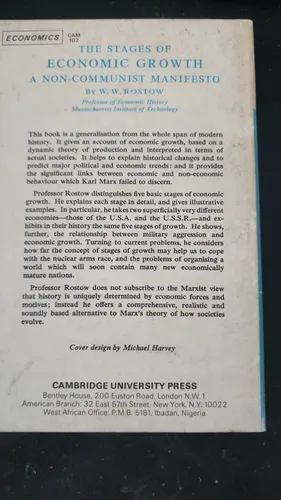 ECONOMICS
CAM
102
THE STAGES OF
ECONOMIC GROWTH
A NON-COMMUNIST MANIFESTO
BY W. W. ROSTOW
Professor of Economic History
Massachusetts Institute of Technology
This book is a generalisation from the whole span of modern
history. It gives an account of economic growth, based on a
dynamic theory of production and interpreted in terms of
actual societies. It helps to explain historical changes and to
predict major political and economic trends: and it provides
the significant links between economic and non-economic
behaviour which Karl Marx failed to discern.
Professor Rostow distinguishes five basic stages of economic
growth. He explains each stage in detail, and gives illustrative
examples. In particular, he takes two superficially very different
economies—those of the U.S.A. and the U.S.S.R.,—and ex-
hibits in their history the same five stages of growth. He shows,
further, the relationship between military aggression and
economic growth. Turning to current problems, he considers
how far the concept of stages of growth may help us to cope
with the nuclear arms race, and the problems of organising a
world which will soon contain many new economically
mature nations.
Professor Rostow does not subscribe to the Marxist view
that history is uniquely determined by economic forces and
motives; instead he offers a comprehensive, realistic and
soundly based alternative to Marx's theory of how societies
evolve.
Cover design by Michael Harvey
CAMBRIDGE UNIVERSITY PRESS
Bentley House, 200 Euston Road, London N.W. 1
American Branch: 32 East 57th Street, New York, N.Y. 10022
West African Office: P.M.B. 5181, Ibadan, Nigeria